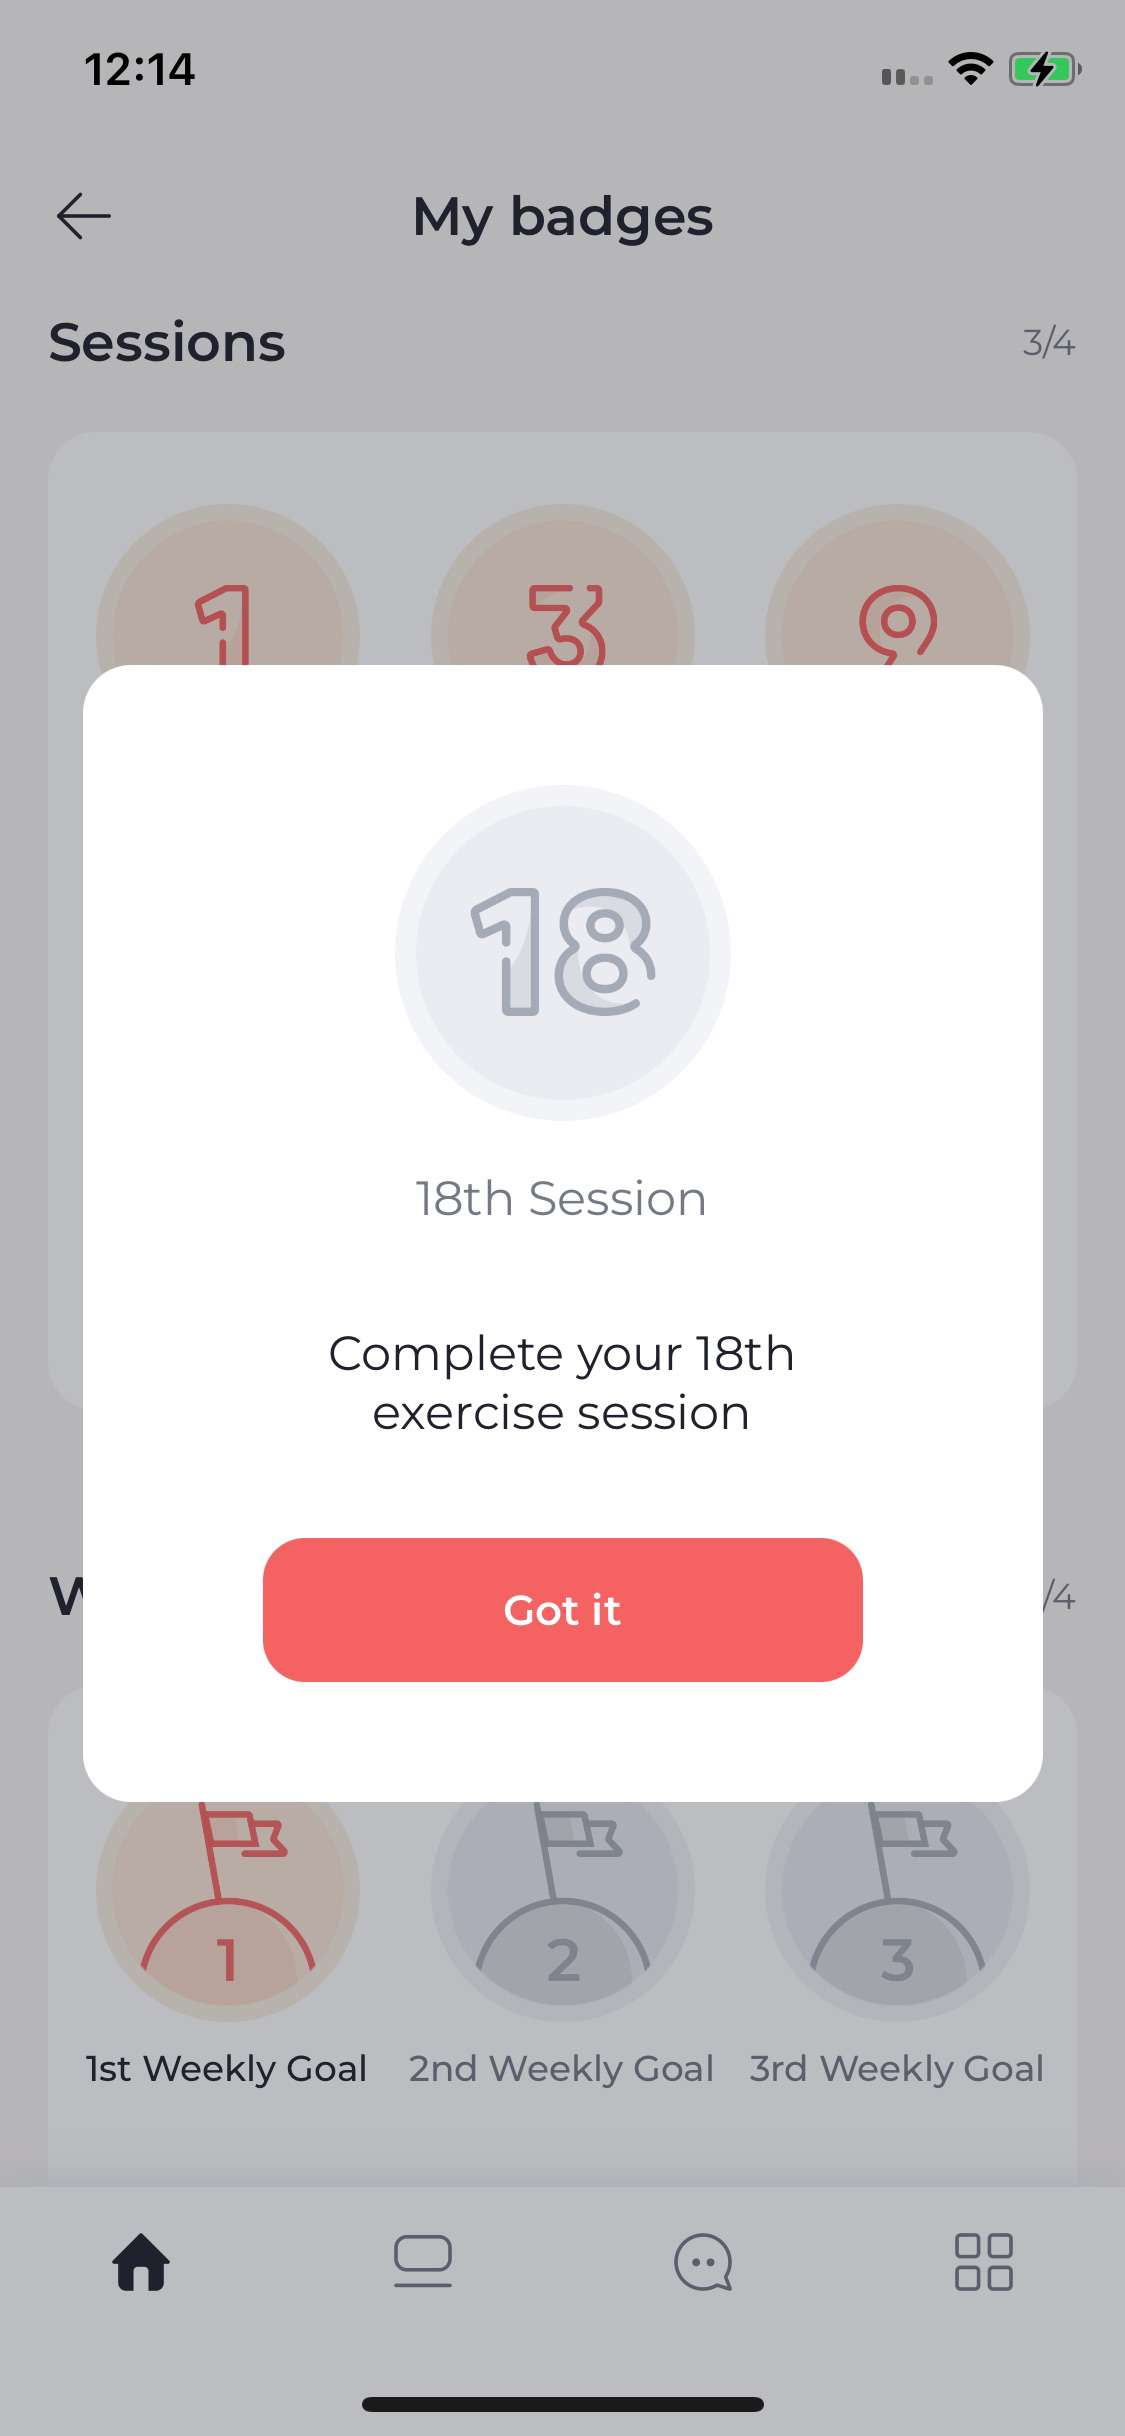 12:14
My badges
Sessions
3/4
1
3
9
18
18th Session
Complete your 18th
exercise session
/4
Got it
1
2
3
1st Weekly Goal
2nd Weekly Goal
3rd Weekly Goal